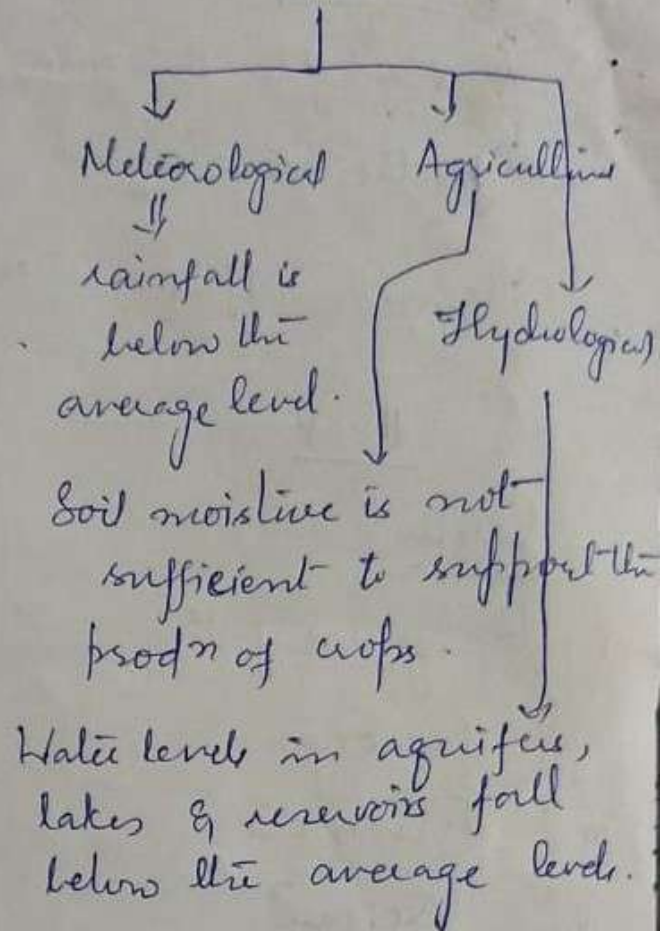 Meteorological Agriculture
rainfall is
below the
average level.
Hydrological
Soil moisture is not
sufficient to support the
prodn of crops.
Water levels in aquifers,
lakes & reservoirs fall
below the average levels.